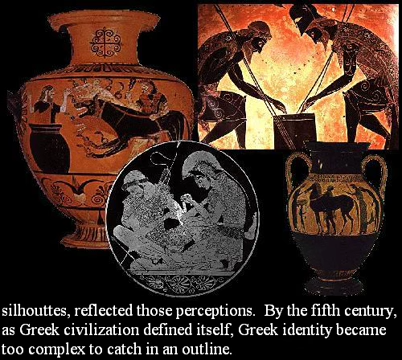 silhouttes, reflected those perceptions.  By the fifth century,
as Greek civilization defined itself, Greek identity became
too complex to catch in an outline.